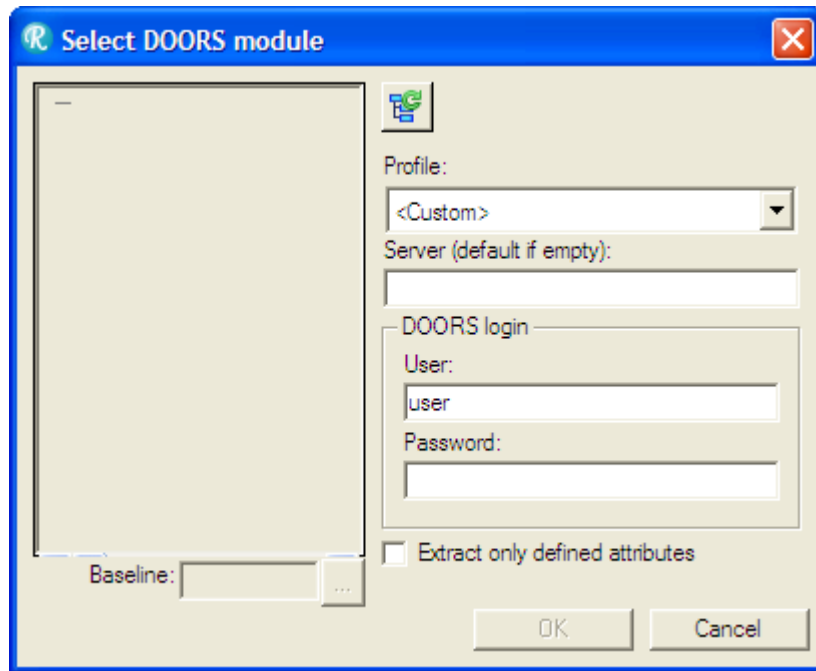 R Select DOORS module
Profile:
<Custom>
Server (default if empty):
DOORS login
User:
user
Password:
Extract only defined attributes
Baseline:
...
OK
Cancel